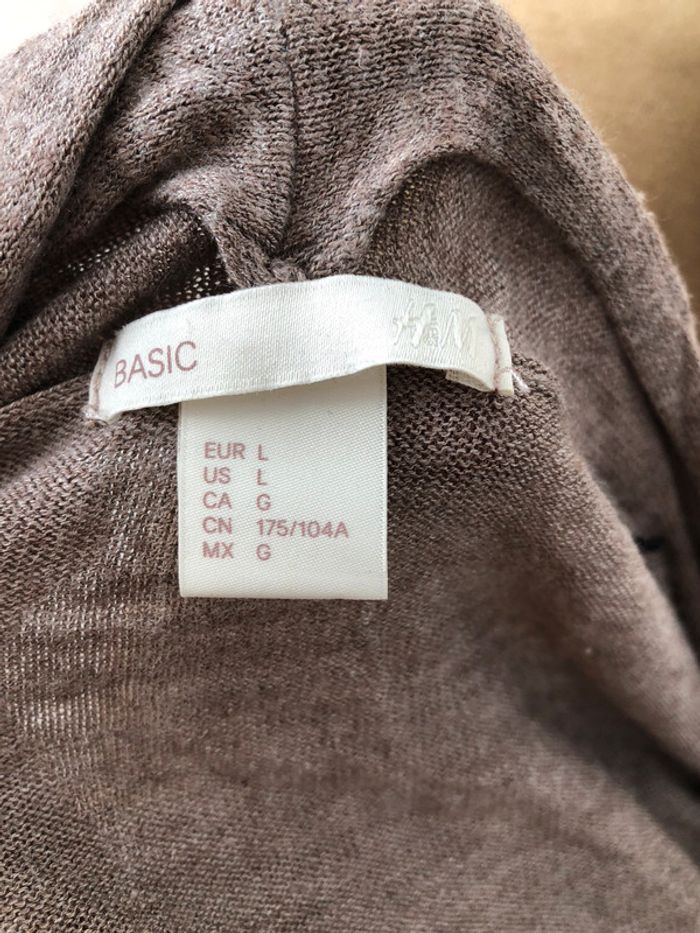 BASIC
H&M
EUR L
US L
CA G
CN 175/104A
MX G